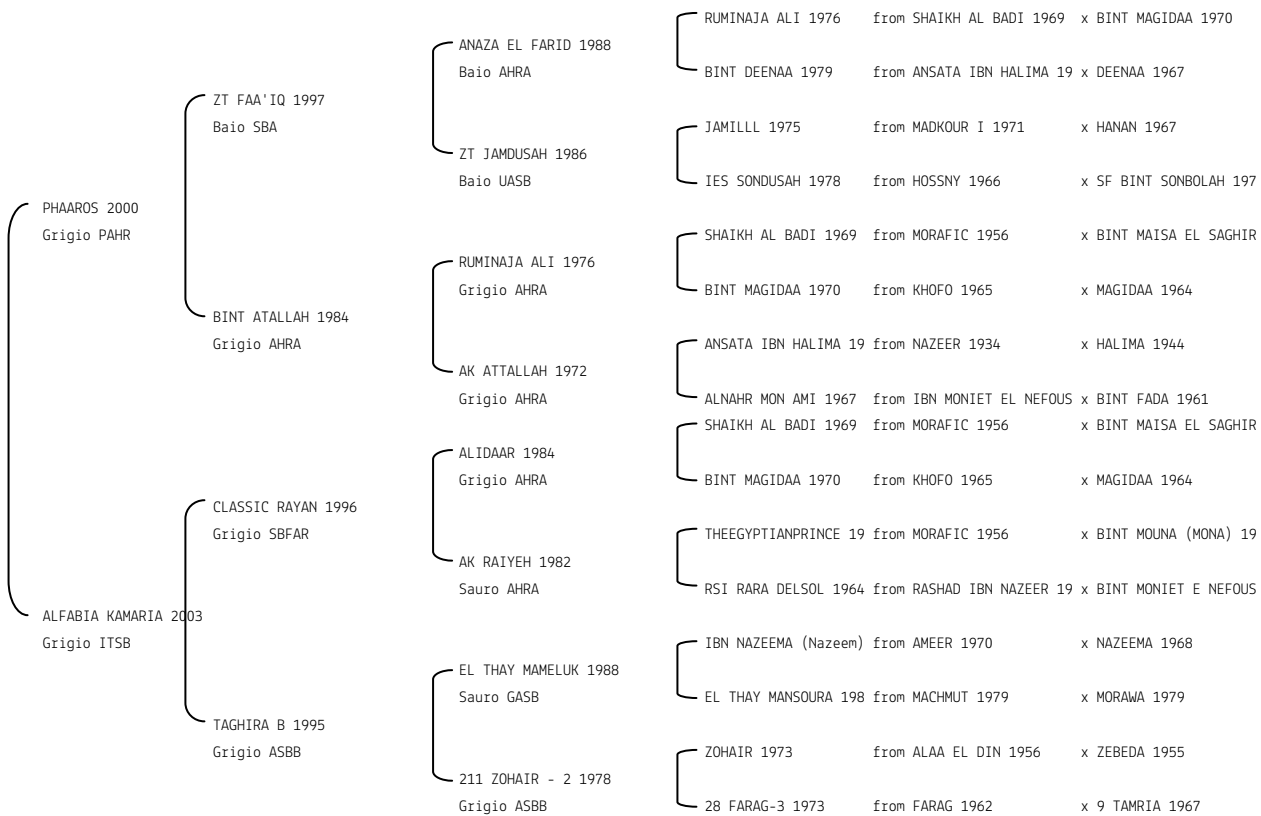 RUMINAJA ALI 1976 from SHAIKH AL BADI 1969 x BINT MAGIDAA 1970
ANAZA EL FARID 1988
Baio AHRA
BINT DEENAA 1979 from ANSATA IBN HALIMA 19 x DEENAA 1967
ZT FAA'IQ 1997
Baio SBA
JAMILLL 1975 from MADKOUR I 1971 x HANAN 1967
ZT JAMDUSAH 1986
Baio UASB
IES SONDUSAH 1978 from HOSSNY 1966 x SF BINT SONBOLAH 197
PHAAROS 2000
Grigio PAHR
SHAIKH AL BADI 1969 from MORAFIC 1956 x BINT MAISA EL SAGHIR
RUMINAJA ALI 1976
Grigio AHRA
BINT MAGIDAA 1970 from KHOFO 1965 x MAGIDAA 1964
BINT ATALLAH 1984
Grigio AHRA
ANSATA IBN HALIMA 19 from NAZEER 1934 x HALIMA 1944
AK ATTALLAH 1972
Grigio AHRA
ALNAHR MON AMI 1967 from IBN MONIET EL NEFOUS x BINT FADA 1961
SHAIKH AL BADI 1969 from MORAFIC 1956 x BINT MAISA EL SAGHIR
ALIDAAR 1984
Grigio AHRA
BINT MAGIDAA 1970 from KHOFO 1965 x MAGIDAA 1964
CLASSIC RAYAN 1996
Grigio SBFAR
THEEGYPTIANPRINCE 19 from MORAFIC 1956 x BINT MOUNA (MONA) 19
AK RAIYEH 1982
Sauro AHRA
RSI RARA DELSOL 1964 from RASHAD IBN NAZEER 19 x BINT MONIET E NEFOUS
ALFABIA KAMARIA 2003
Grigio ITSB
IBN NAZEEMA (Nazeem) from AMEER 1970 x NAZEEMA 1968
EL THAY MAMELUK 1988
Sauro GASB
EL THAY MANSOURA 198 from MACHMUT 1979 x MORAWA 1979
TAGHIRA B 1995
Grigio ASBB
ZOHAIR 1973 from ALAA EL DIN 1956 x ZEBEDA 1955
211 ZOHAIR - 2 1978
Grigio ASBB
28 FARAG-3 1973 from FARAG 1962 x 9 TAMRIA 1967